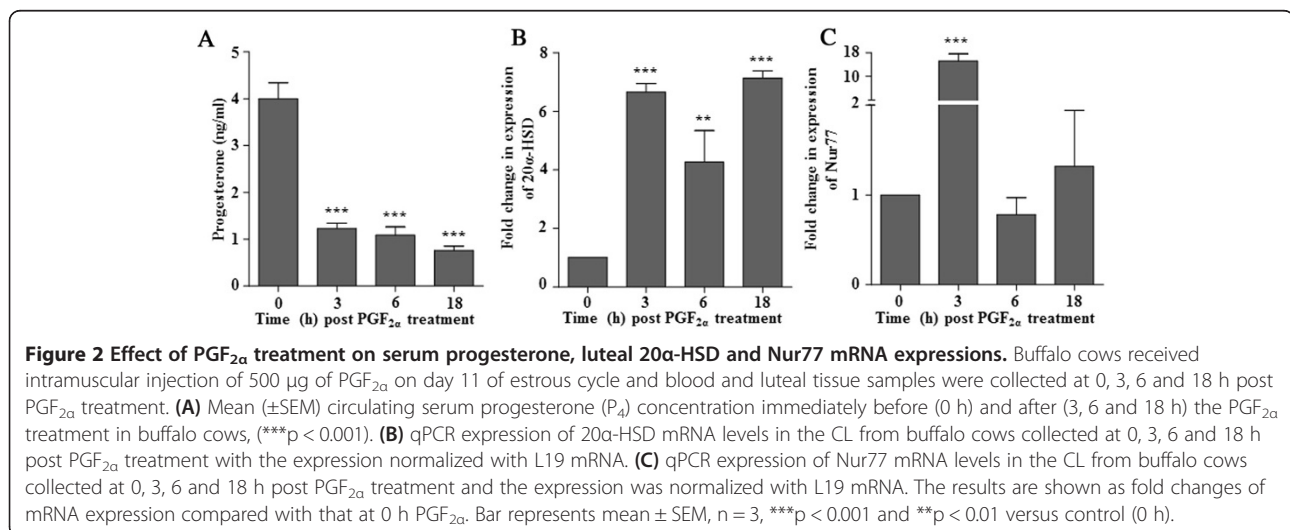 A
5
4
3
2
1
0
Progesterone (ng/ml)
***
***
***
0 3 6 18
Time (h) post PGF2α treatment
B
8
6
4
2
0
Fold change in expression
of 20α-HSD
***
**
***
0 3 6 18
Time (h) post PGF2α treatment
C
18
10
2
1
0
Fold change in expression
of Nur77
***
0 3 6 18
Time (h) post PGF2α treatment
Figure 2 Effect of PGF2α treatment on serum progesterone, luteal 20α-HSD and Nur77 mRNA expressions. Buffalo cows received
intramuscular injection of 500 μg of PGF2α on day 11 of estrous cycle and blood and luteal tissue samples were collected at 0, 3, 6 and 18 h post
PGF2α treatment. (A) Mean (±SEM) circulating serum progesterone (P4) concentration immediately before (0 h) and after (3, 6 and 18 h) the PGF2α
treatment in buffalo cows, (***p < 0.001). (B) qPCR expression of 20α-HSD mRNA levels in the CL from buffalo cows collected at 0, 3, 6 and 18 h
post PGF2α treatment with the expression normalized with L19 mRNA. (C) qPCR expression of Nur77 mRNA levels in the CL from buffalo cows
collected at 0, 3, 6 and 18 h post PGF2α treatment and the expression was normalized with L19 mRNA. The results are shown as fold changes of
mRNA expression compared with that at 0 h PGF2α. Bar represents mean ± SEM, n = 3, ***p < 0.001 and **p < 0.01 versus control (0 h).